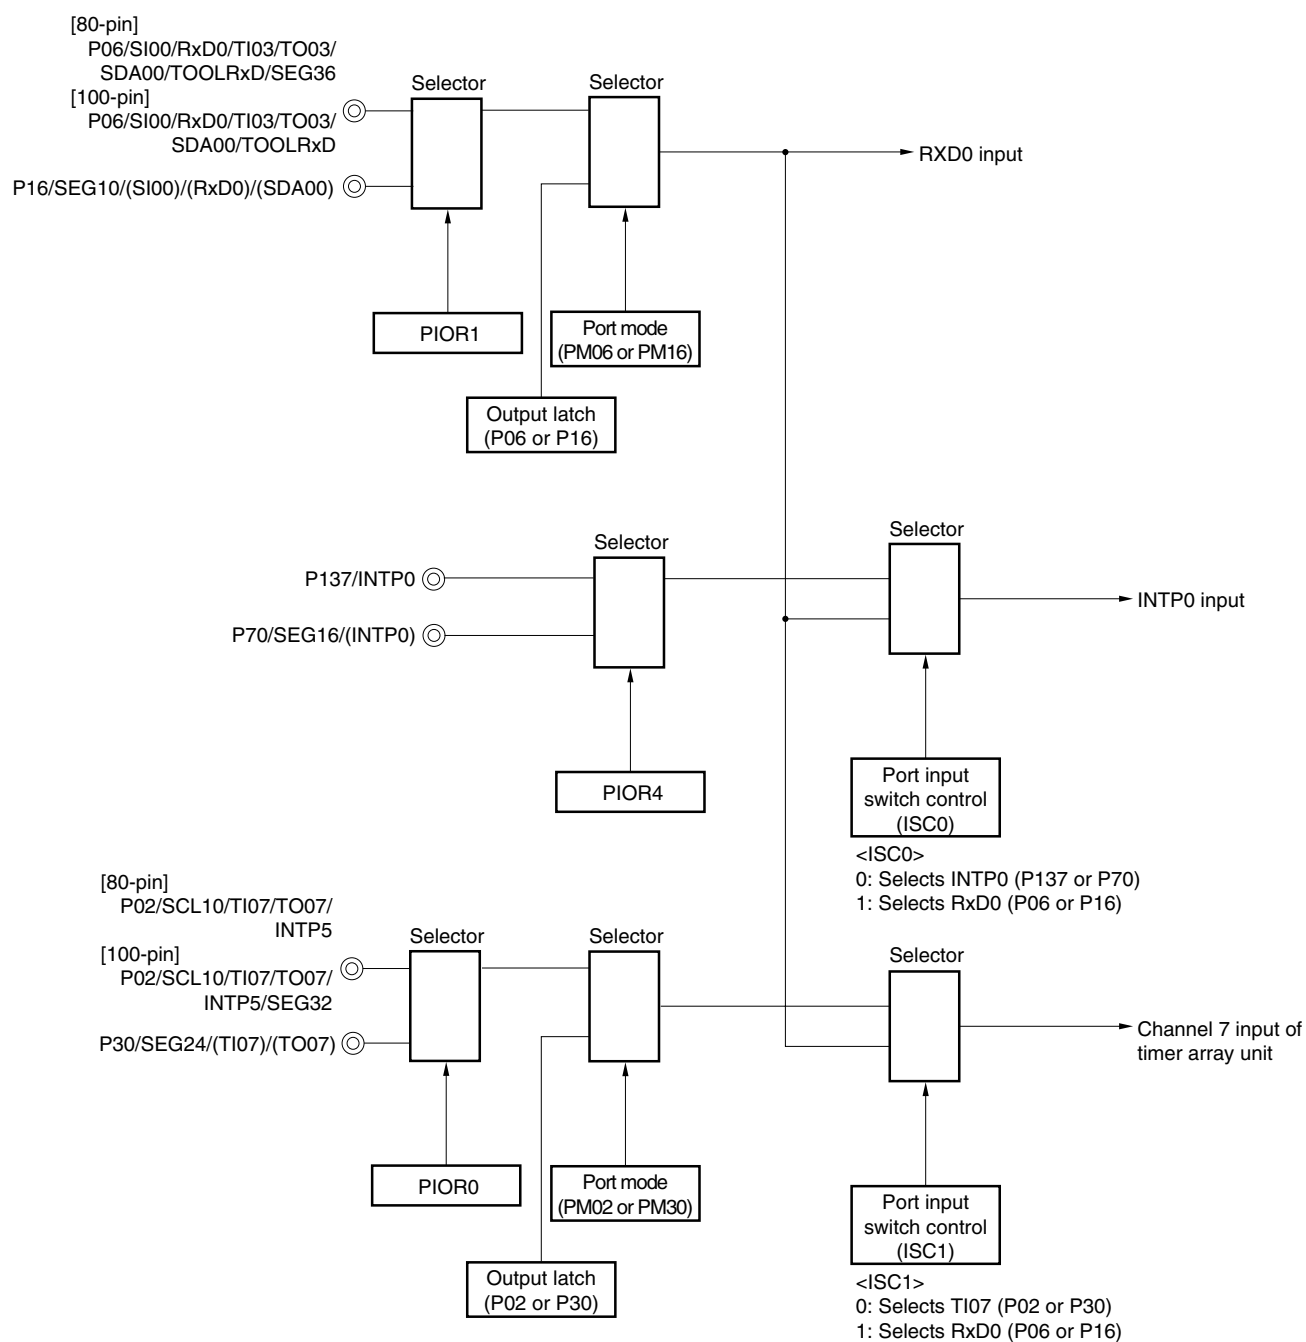 [80-pin]
P06/SI00/RxD0/TI03/TO03/
SDA00/TOOLRxD/SEG36
[100-pin]
P06/SI00/RxD0/TI03/TO03/
SDA00/TOOLRxD
P16/SEG10/(SI00)/(RxD0)/(SDA00)
Selector
Selector
RXD0 input
PIOR1
Port mode
(PM06 or PM16)
Output latch
(P06 or P16)
Selector
Selector
P137/INTP0
P70/SEG16/(INTP0)
INTP0 input
PIOR4
Port input
switch control
(ISC0)
<ISC0>
0: Selects INTP0 (P137 or P70)
1: Selects RxD0 (P06 or P16)
[80-pin]
P02/SCL10/TI07/TO07/
INTP5
[100-pin]
P02/SCL10/TI07/TO07/
INTP5/SEG32
P30/SEG24/(TI07)/(TO07)
Selector
Selector
Selector
Channel 7 input of
timer array unit
PIOR0
Port mode
(PM02 or PM30)
Output latch
(P02 or P30)
Port input
switch control
(ISC1)
<ISC1>
0: Selects TI07 (P02 or P30)
1: Selects RxD0 (P06 or P16)